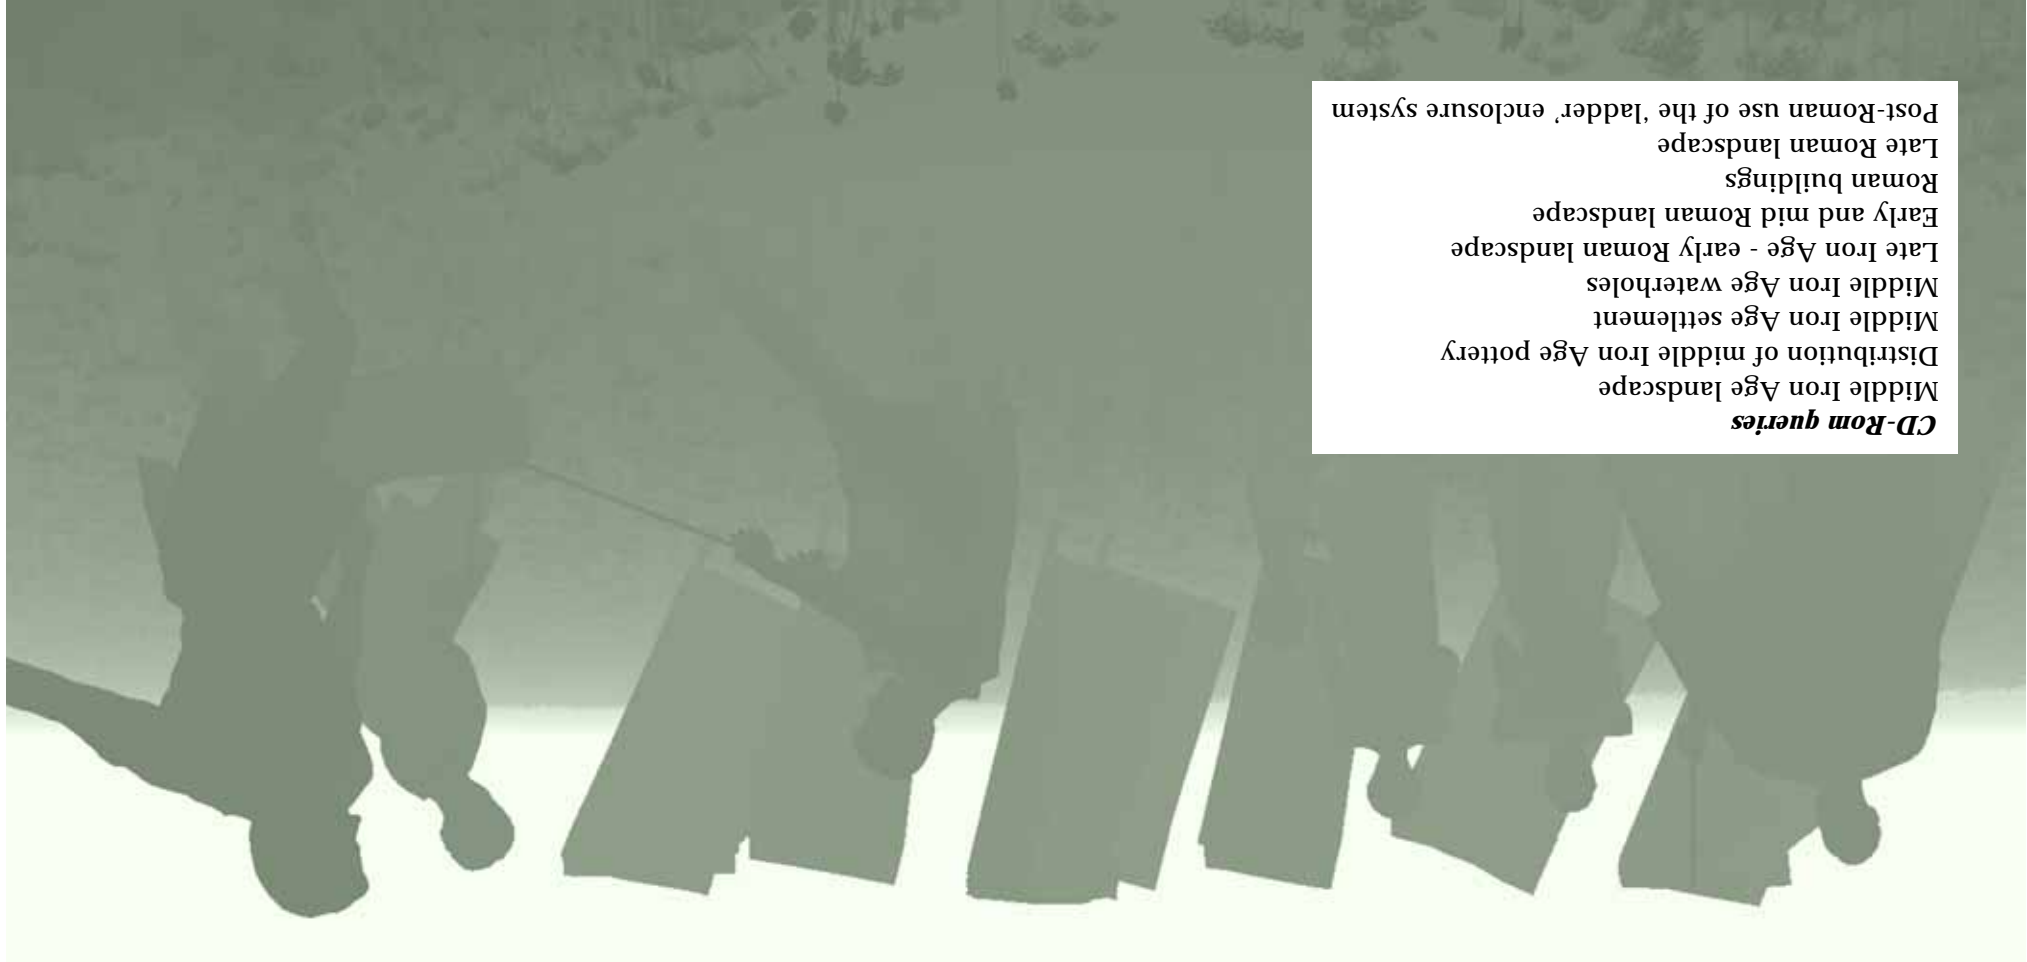 CD-Rom queries
Middle Iron Age landscape
Distribution of middle Iron Age pottery
Middle Iron Age settlement
Middle Iron Age waterholes
Late Iron Age - early Roman landscape
Early and mid Roman landscape
Roman buildings
Late Roman landscape
Post-Roman use of the ‘ladder’ enclosure system